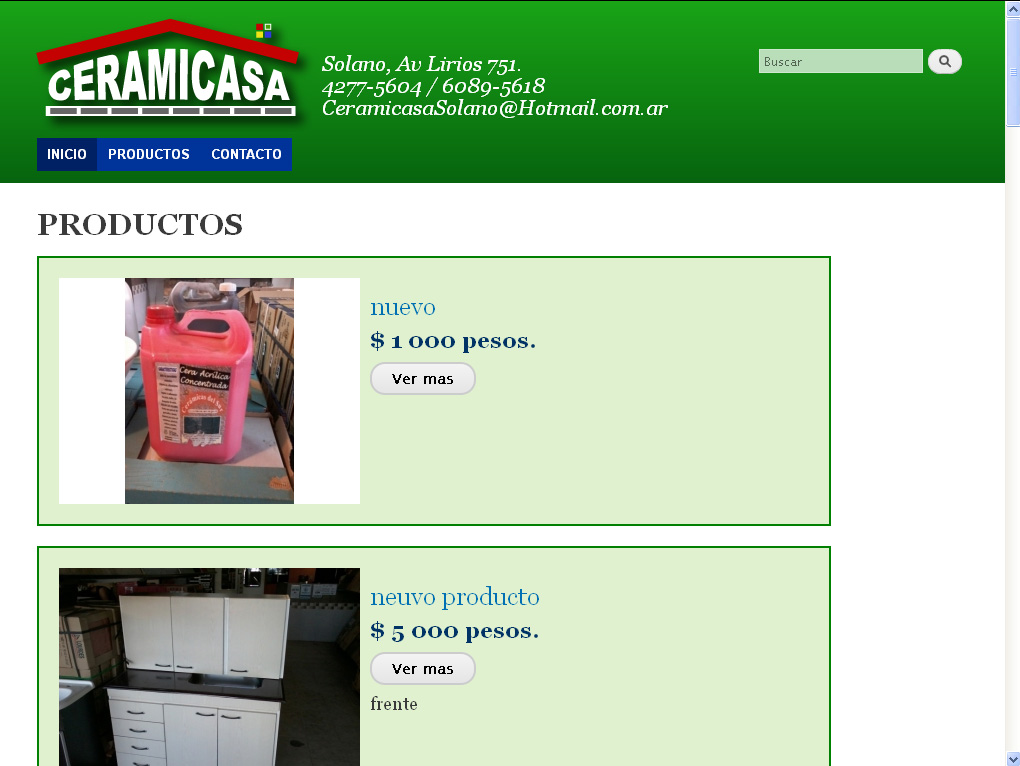 CERAMICASA
Solano, Av Lirios 751.
4277-5604 / 6089-5618
CeramicasaSolano@Hotmail.com.ar
Buscar
INICIO PRODUCTOS CONTACTO
PRODUCTOS
Cera Acrílica
Concentrada
nuevo
$ 1 000 pesos.
Ver mas
neuvo producto
$ 5 000 pesos.
Ver mas
frente